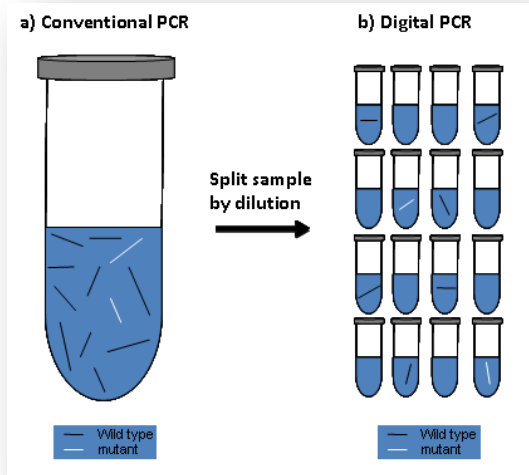 a) Conventional PCR
b) Digital PCR
Split sample
by dilution
Wild type
mutant
Wild type
mutant